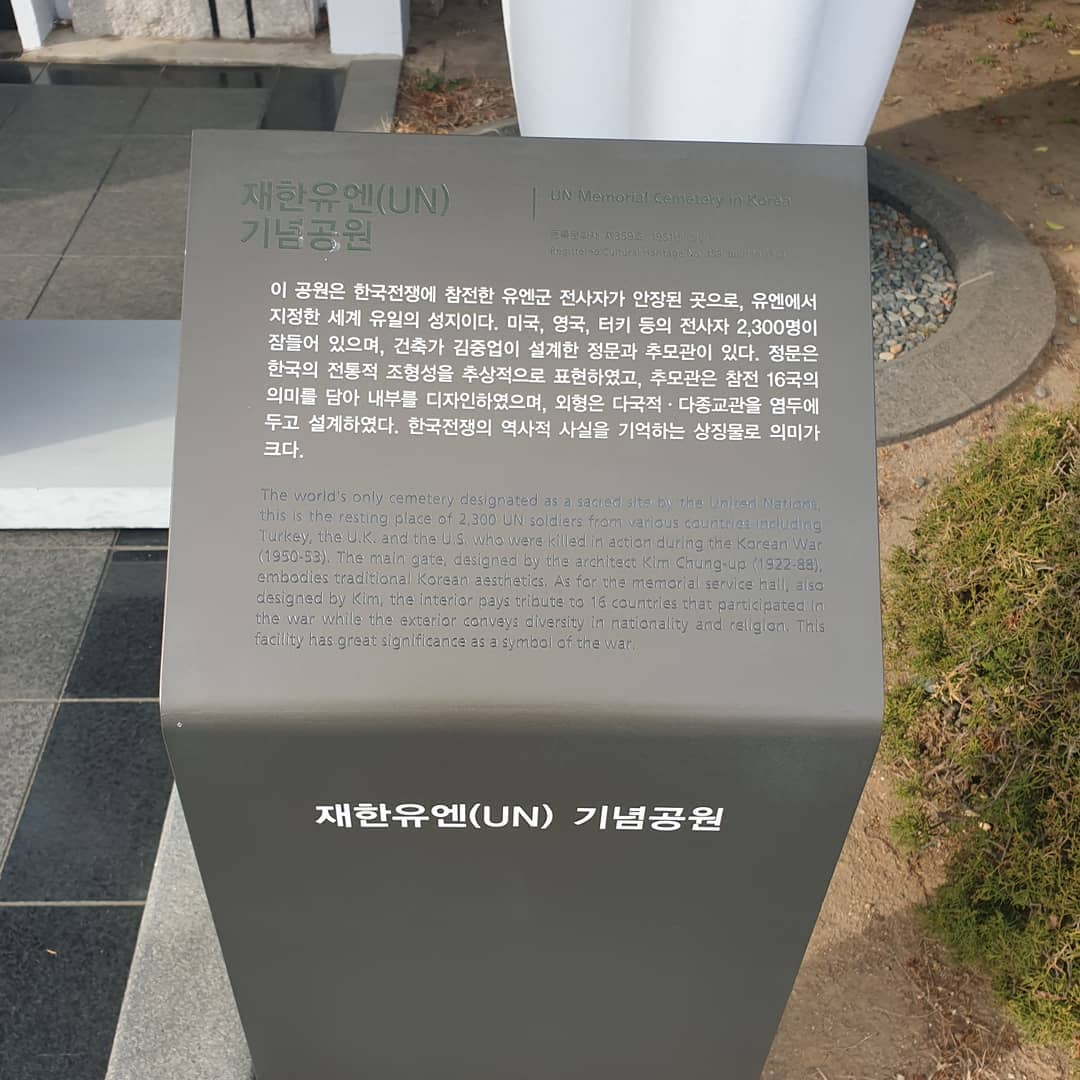 재한유엔(UN)
기념공원
UN Memorial Cemetery in Korea
등록문화재 제359호
Registered Cultural Heritage No. 359
이 공원은 한국전쟁에 참전한 유엔군 전사자가 안장된 곳으로, 유엔에서
지정한 세계 유일의 성지이다. 미국, 영국, 터키 등의 전사자 2,300명이
잠들어 있으며, 건축가 김중업이 설계한 정문과 추모관이 있다. 정문은
한국의 전통적 조형성을 추상적으로 표현하였고, 추모관은 참전 16국의
의미를 담아 내부를 디자인하였으며, 외형은 다국적 · 다종교관을 염두에
두고 설계하였다. 한국전쟁의 역사적 사실을 기억하는 상징물로 의미가
크다.
The world's only cemetery designated as a sacred site by the United Nations,
this is the resting place of 2,300 UN soldiers from various countries including
Turkey, the U.K. and the U.S. who were killed in action during the Korean War
(1950-53). The main gate, designed by the architect Kim Chung-up (1922-88),
embodies traditional Korean aesthetics. As for the memorial service hall, also
designed by Kim, the interior pays tribute to 16 countries that participated in
the war while the exterior conveys diversity in nationality and religion. This
facility has great significance as a symbol of the war.
재한유엔(UN) 기념공원